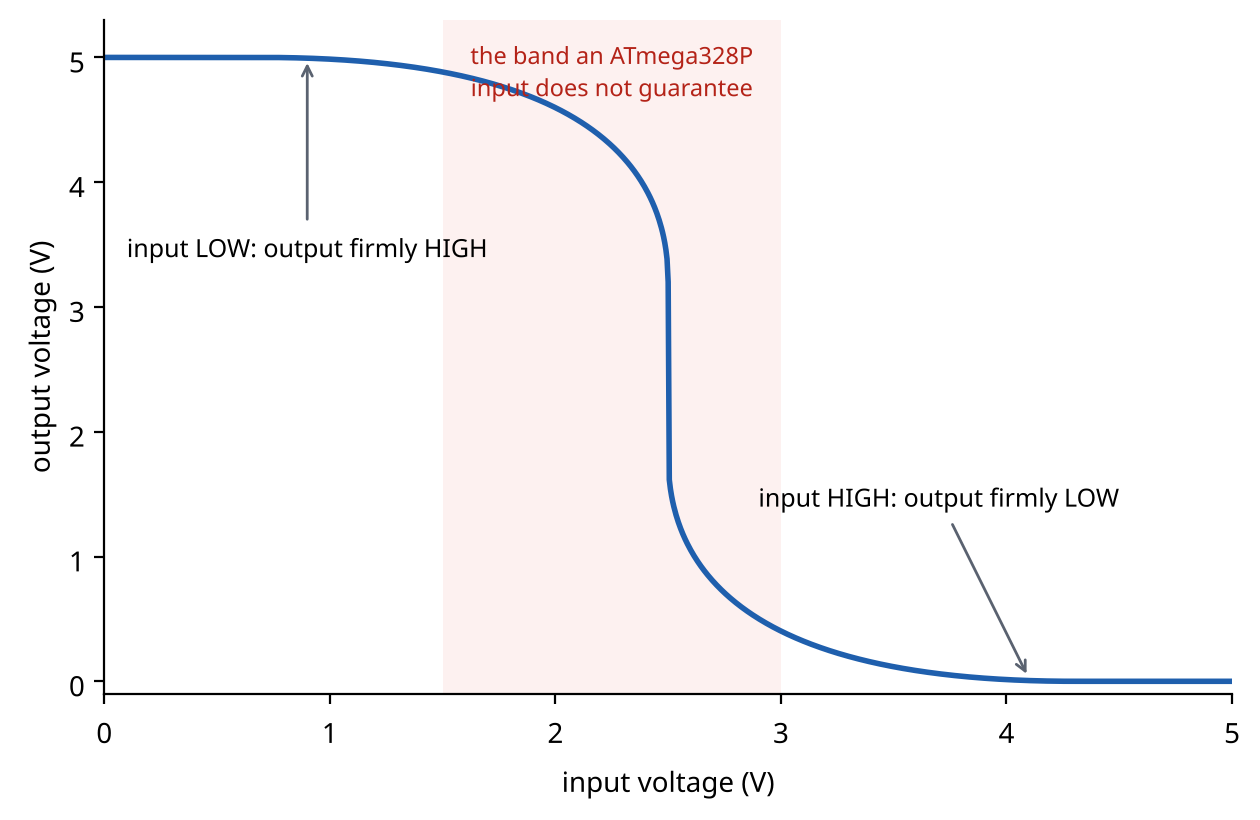 the band an ATmega328P
input does not guarantee
5
4
input LOW: output firmly HIGH
3
output voltage (V)
2
input HIGH: output firmly LOW
1
0
0 1 2 3 4 5
input voltage (V)